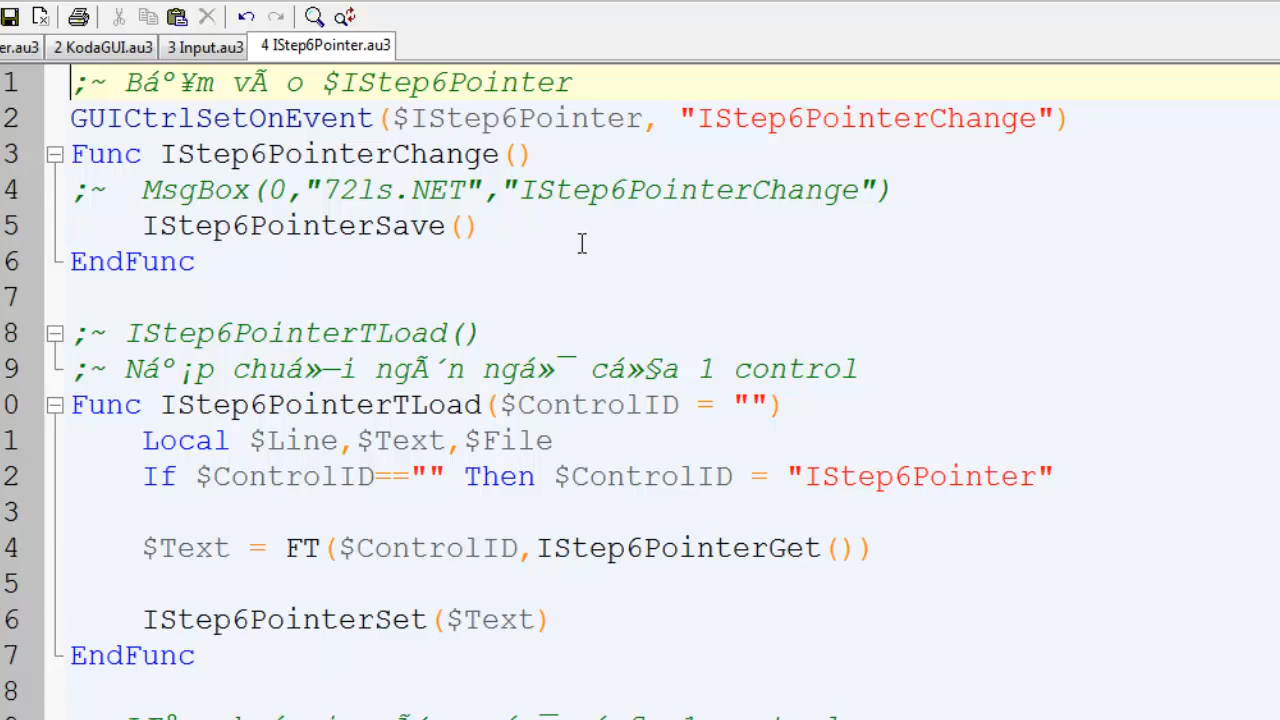 er.au3 2 KodaGUI.au3 3 Input.au3 4 IStep6Pointer.au3
1 ;~ Báº¥m vÃ o $IStep6Pointer
2 GUICtrlSetOnEvent($IStep6Pointer, "IStep6PointerChange")
3 Func IStep6PointerChange()
4 ;~ MsgBox(0,"72ls.NET","IStep6PointerChange")
5 IStep6PointerSave()
6 EndFunc
7
8 ;~ IStep6PointerTLoad()
9 ;~ Náº¡p chuá»—i ngÃ´n ngá»¯ cá»§a 1 control
0 Func IStep6PointerTLoad($ControlID = "")
1 Local $Line,$Text,$File
2 If $ControlID=="" Then $ControlID = "IStep6Pointer"
3
4 $Text = FT($ControlID,IStep6PointerGet())
5
6 IStep6PointerSet($Text)
7 EndFunc
8